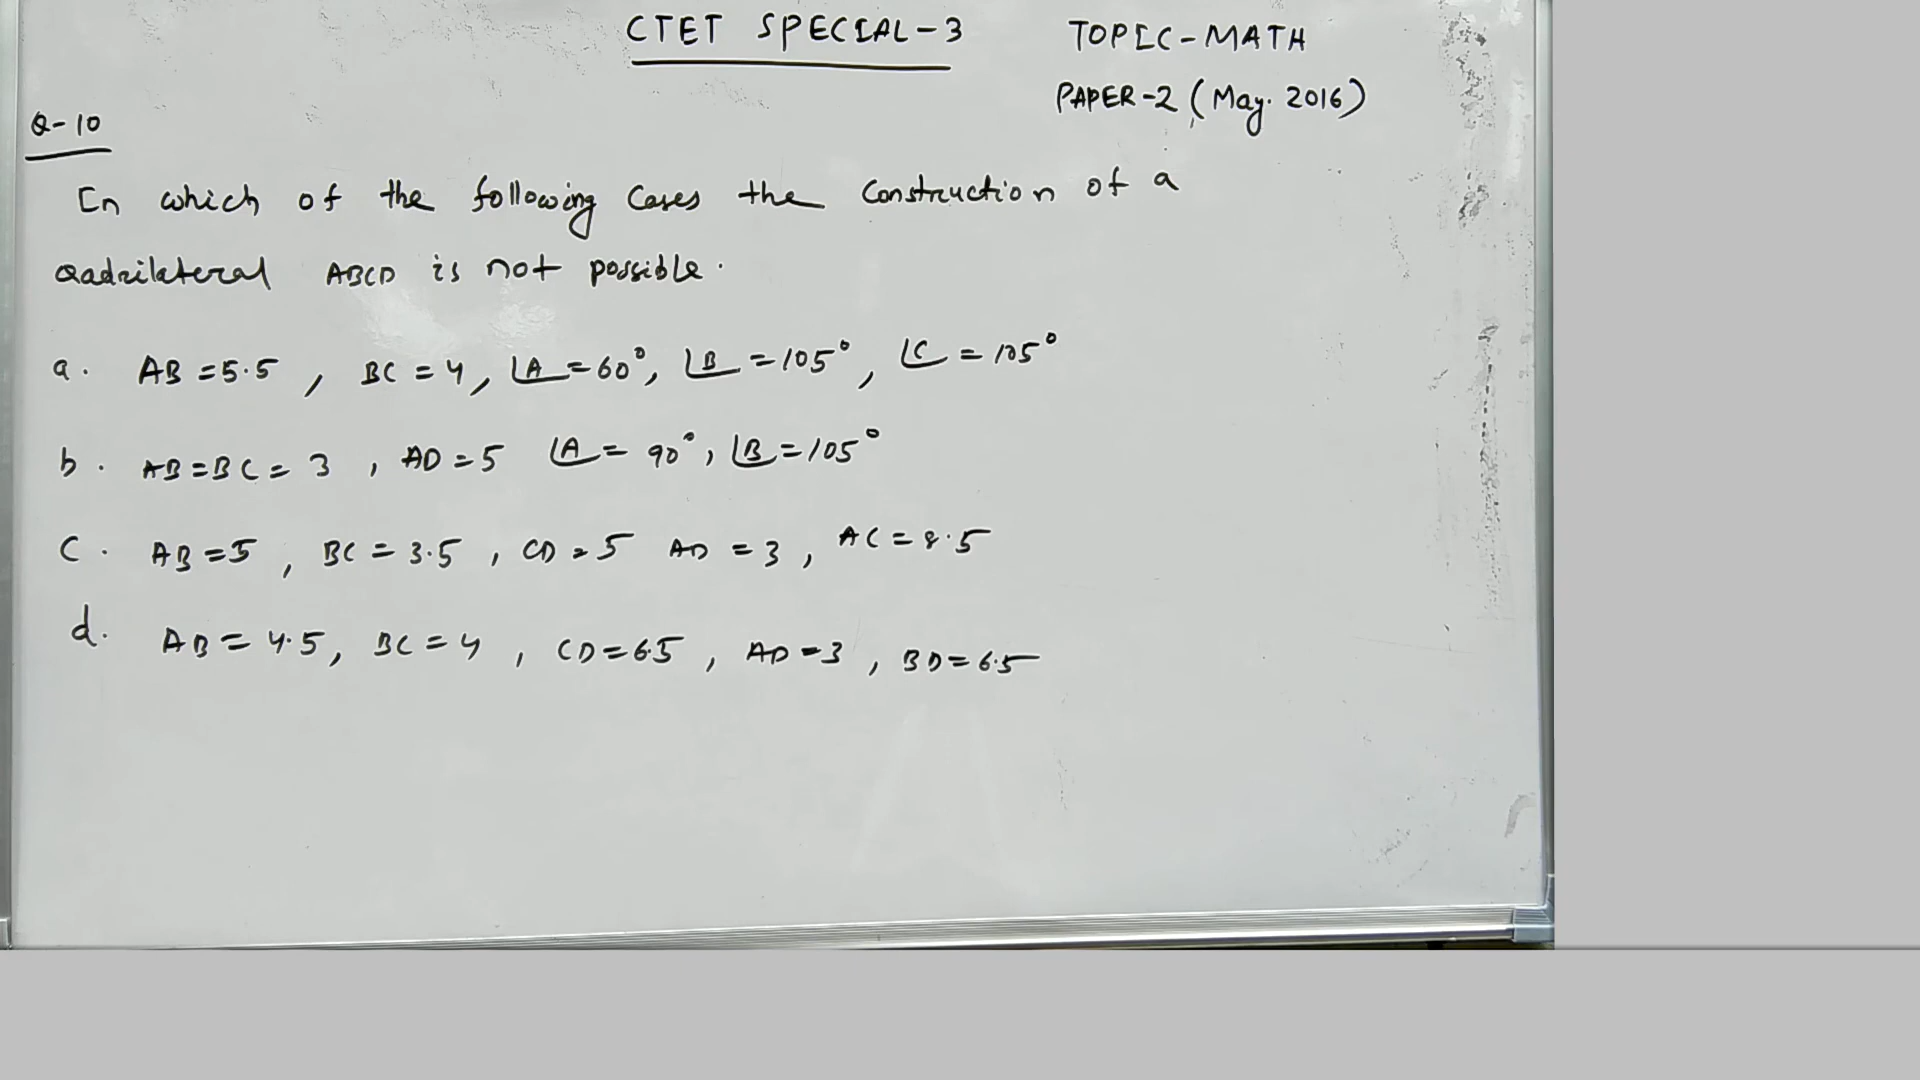 CTET SPECIAL-3 TOPIC-MATH
PAPER-2 (May. 2016)
Q-10
In which of the following Cases the Construction of a
Qadrilateral ABCD is not possible.
a. AB = 5.5, BC = 4, ∠A = 60°, ∠B = 105°, ∠C = 105°
b. AB = BC = 3, AD = 5 ∠A = 90°, ∠B = 105°
C. AB = 5, BC = 3.5, CD = 5 AD = 3, AC = 8.5
d. AB = 4.5, BC = 4, CD = 6.5, AD = 3, BD = 6.5